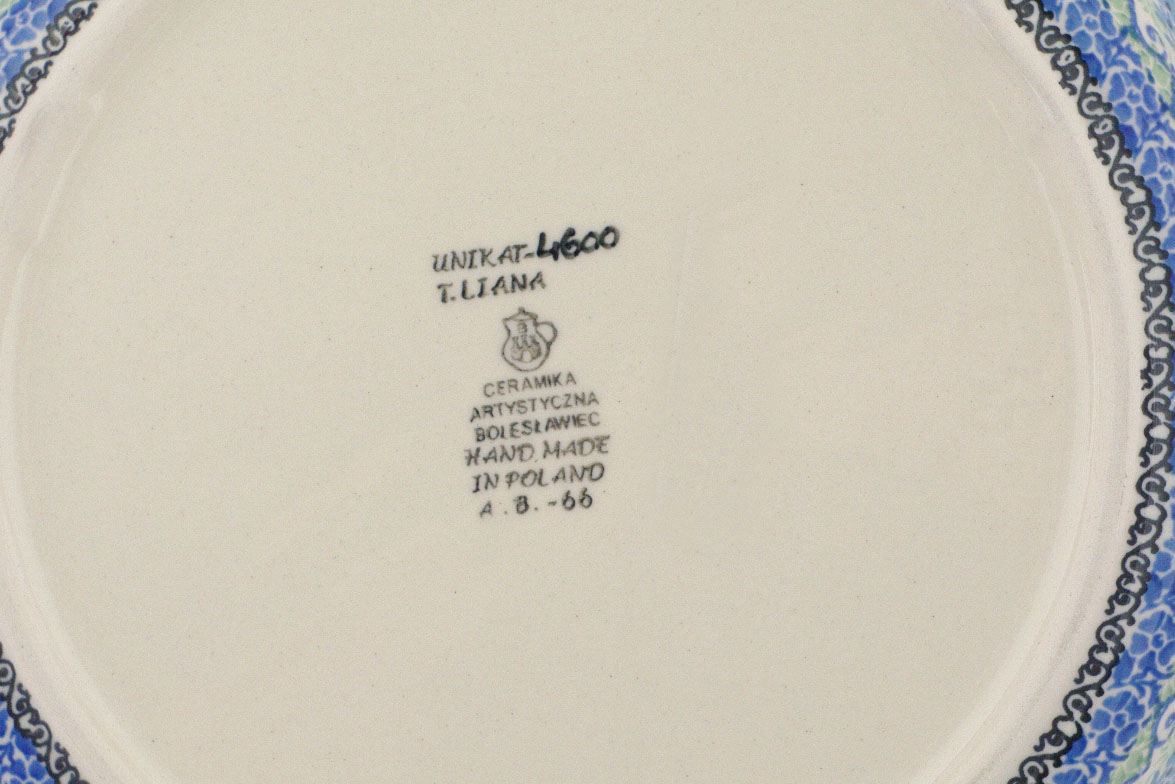 UNIKAT-4600
T.LIANA
CERAMIKA
ARTYSTYCZNA
BOLESŁAWIEC
HAND MADE
IN POLAND
A.B.-66